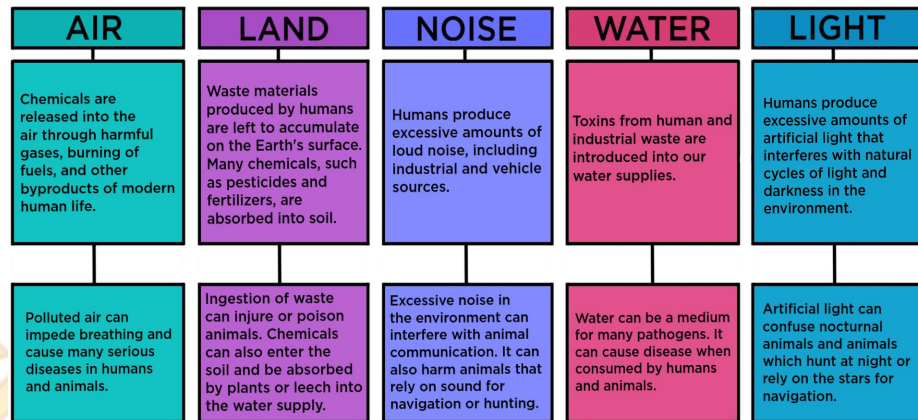 AIR
Chemicals are
released into the
air through harmful
gases, burning of
fuels, and other
byproducts of modern
human life.
Polluted air can
impede breathing and
cause many serious
diseases in humans
and animals.
LAND
Waste materials
produced by humans
are left to accumulate
on the Earth's surface.
Many chemicals, such
as pesticides and
fertilizers, are
absorbed into soil.
Ingestion of waste
can injure or poison
animals. Chemicals
can also enter the
soil and be absorbed
by plants or leech into
the water supply.
NOISE
Humans produce
excessive amounts of
loud noise, including
industrial and vehicle
sources.
Excessive noise in
the environment can
interfere with animal
communication. It can
also harm animals that
rely on sound for
navigation or hunting.
WATER
Toxins from human and
industrial waste are
introduced into our
water supplies.
Water can be a medium
for many pathogens. It
can cause disease when
consumed by humans
and animals.
LIGHT
Humans produce
excessive amounts of
artificial light that
interferes with natural
cycles of light and
darkness in the
environment.
Artificial light can
confuse nocturnal
animals and animals
which hunt at night or
rely on the stars for
navigation.